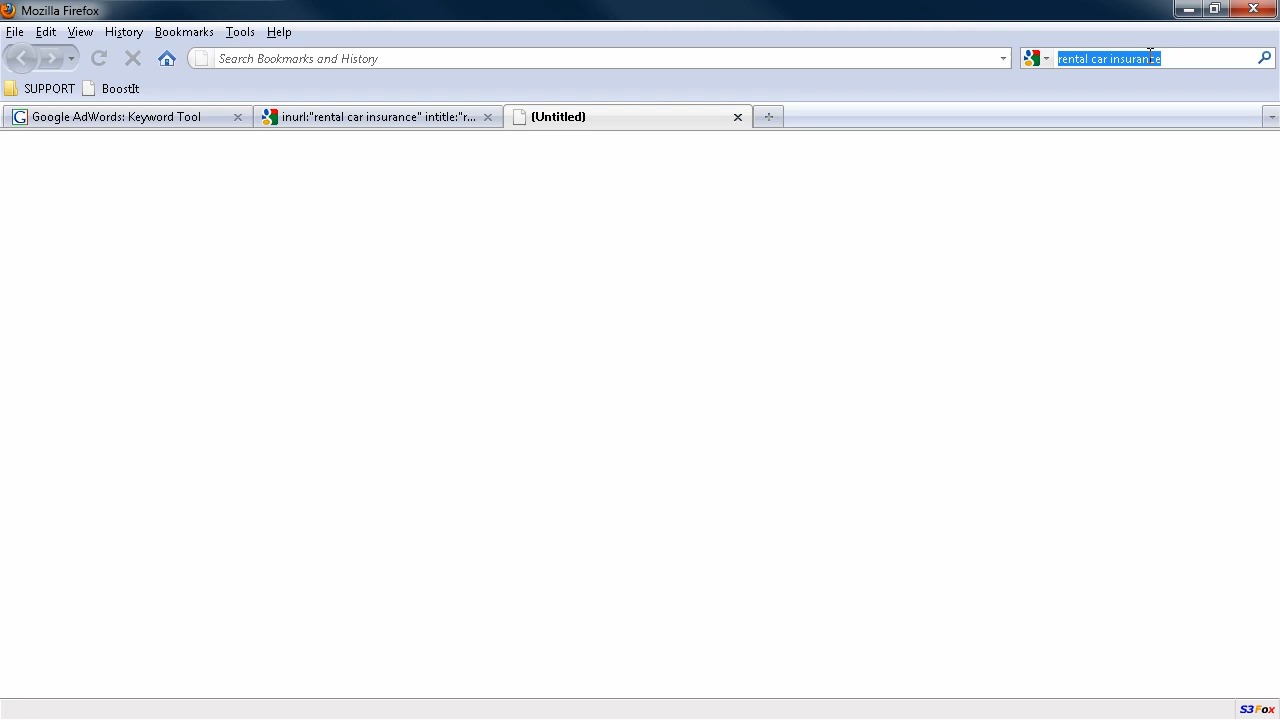 Mozilla Firefox
File Edit View History Bookmarks Tools Help
Search Bookmarks and History
rental car insurance
SUPPORT BoostIt
Google AdWords: Keyword Tool
inurl:"rental car insurance" intitle:"r...
(Untitled)
S3Fox